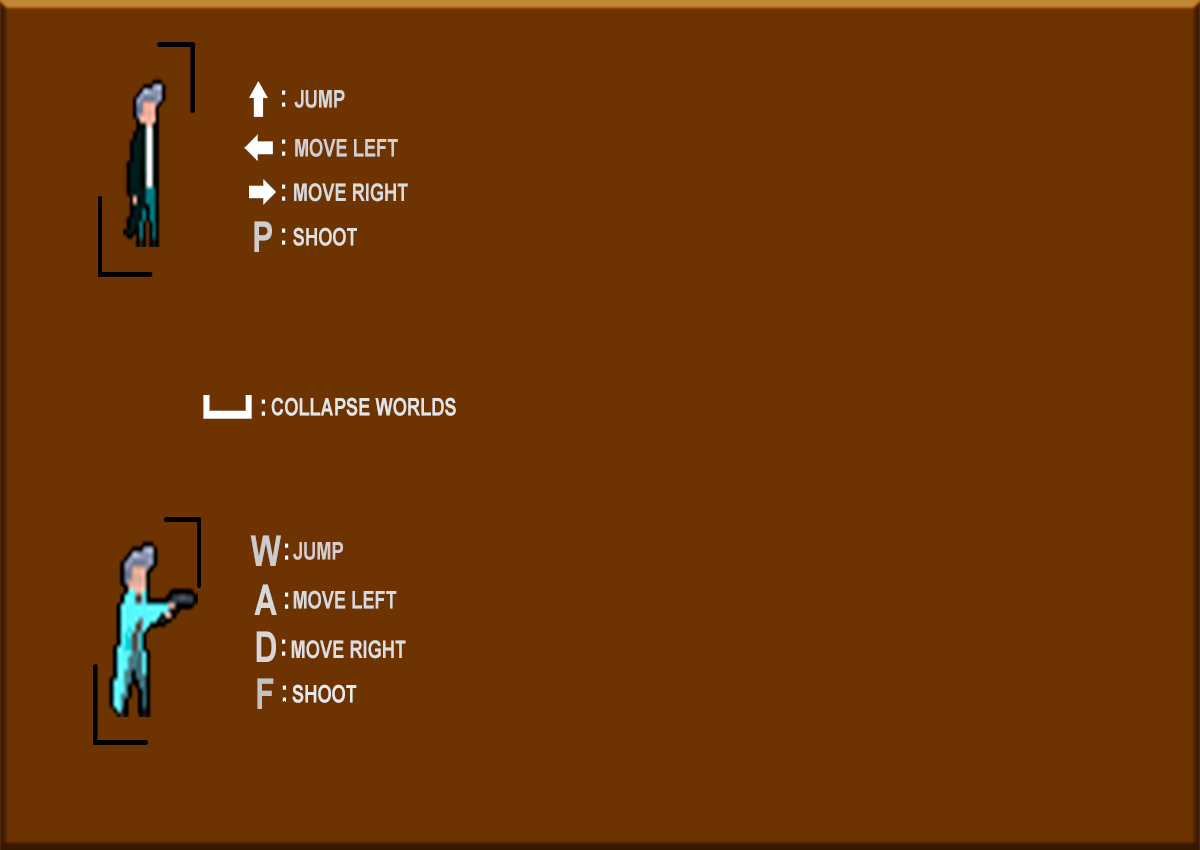 ⬆ : JUMP
⬅ : MOVE LEFT
➡ : MOVE RIGHT
P : SHOOT
: COLLAPSE WORLDS
W : JUMP
A : MOVE LEFT
D : MOVE RIGHT
F : SHOOT